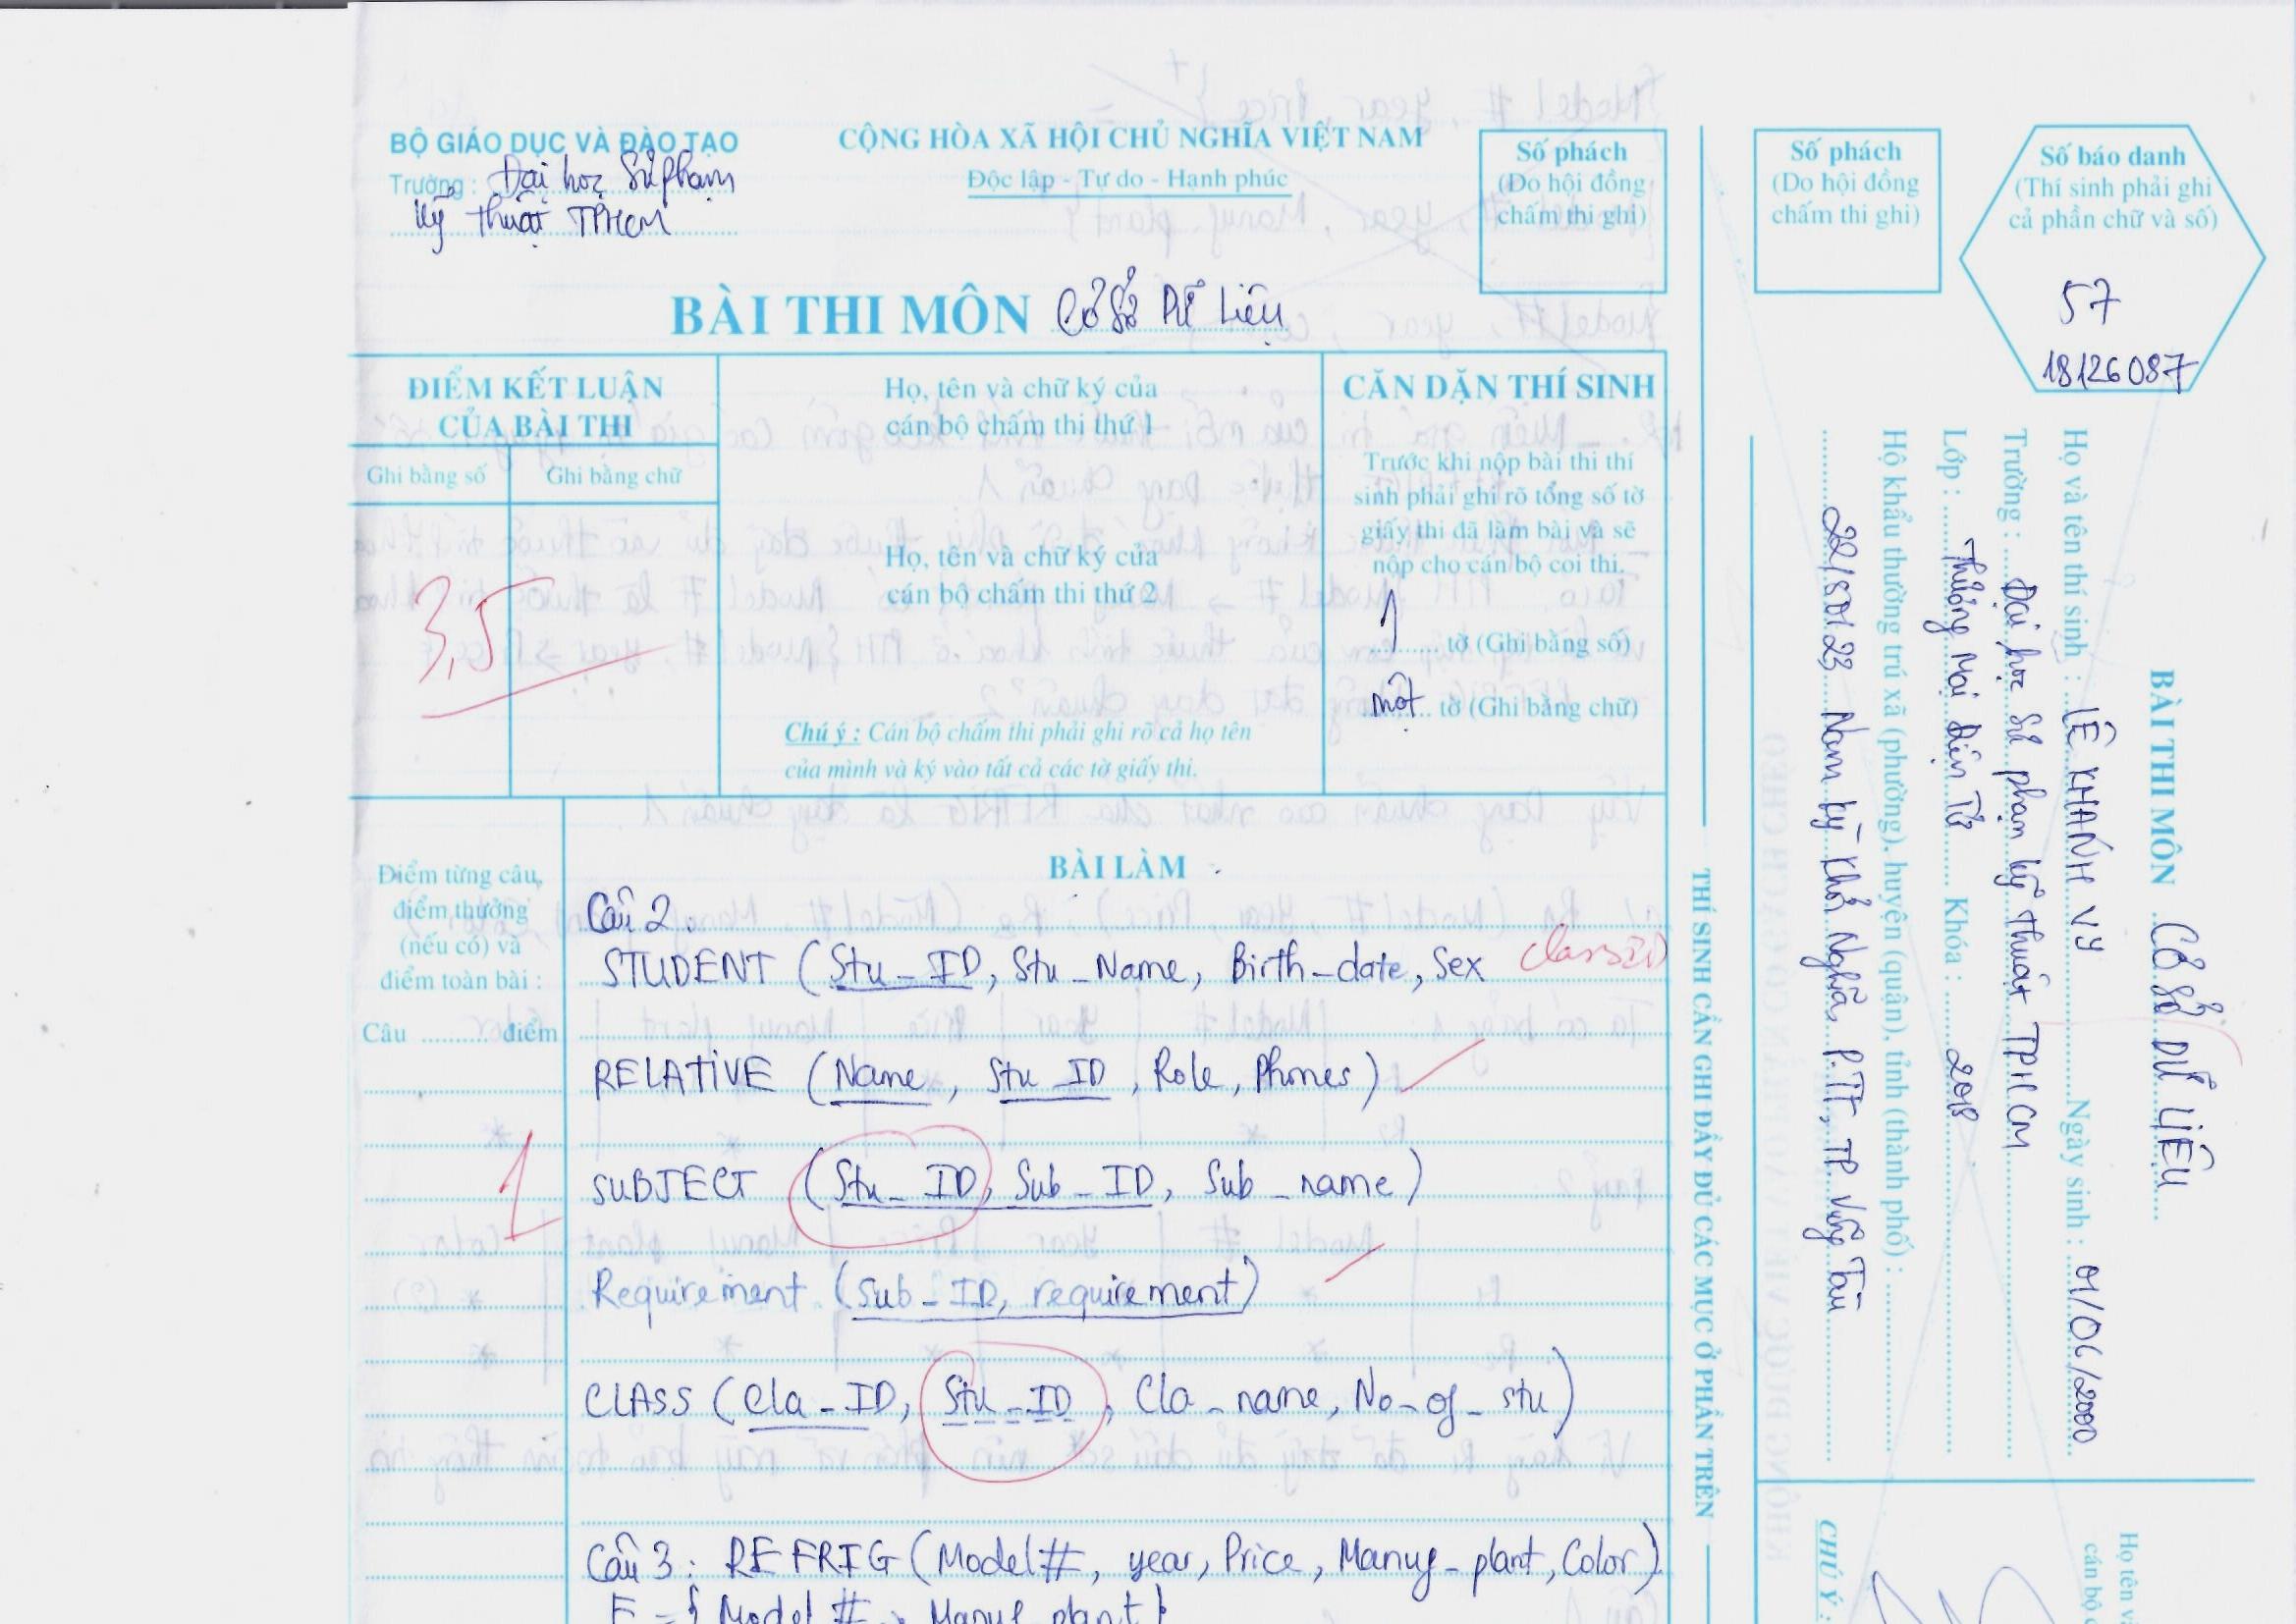 BỘ GIÁO DỤC VÀ ĐÀO TẠO
Trường : Đại học Sư Phạm
Kỹ thuật TPHCM
CỘNG HÒA XÃ HỘI CHỦ NGHĨA VIỆT NAM
Độc lập - Tự do - Hạnh phúc
Số phách
(Do hội đồng
chấm thi ghi)
BÀI THI MÔN Cơ Sở Dữ Liệu
ĐIỂM KẾT LUẬN
CỦA BÀI THI
Ghi bằng số
Ghi bằng chữ
3,5
Họ, tên và chữ ký của
cán bộ chấm thi thứ 1
Họ, tên và chữ ký của
cán bộ chấm thi thứ 2
Chú ý : Cán bộ chấm thi phải ghi rõ cả họ tên
của mình và ký vào tất cả các tờ giấy thi.
CĂN DẶN THÍ SINH
Trước khi nộp bài thi thí
sinh phải ghi rõ tổng số tờ
giấy thi đã làm bài và sẽ
nộp cho cán bộ coi thi.
1 tờ (Ghi bằng số)
một tờ (Ghi bằng chữ)
Điểm từng câu,
điểm thưởng
(nếu có) và
điểm toàn bài :
Câu ........... điểm
1
BÀI LÀM
Câu 2.
STUDENT (Stu_ID, Stu_Name, Birth_date, Sex
RELATIVE (Name, Stu_ID, Role, Phones)
SUBJECT (Stu_ID, Sub_ID, Sub_name)
Requirement (Sub_ID, requirement)
CLASS (Cla_ID, Stu_ID, Cla_name, No_of_stu)
Câu 3: REFRIG (Model#, year, Price, Manuf_plant, Color)
F = { Model # → Manuf_plant }
THÍ SINH CẦN GHI ĐẦY ĐỦ CÁC MỤC Ở PHẦN TRÊN
Số phách
(Do hội đồng
chấm thi ghi)
Số báo danh
(Thí sinh phải ghi
cả phần chữ và số)
57
18126087
BÀI THI MÔN CƠ SỞ DỮ LIỆU
Họ và tên thí sinh : LÊ KHÁNH VY Ngày sinh : 01/06/2000
Trường : Đại học Sư phạm kỹ thuật TPHCM
Lớp : Thương Mại Điện Tử Khóa : 2018
Hộ khẩu thường trú xã (phường), huyện (quận), tỉnh (thành phố) :
Nam Kỳ Khởi Nghĩa, P.TT, TP Vũng Tàu
CHÚ Ý :
Họ tên và
cán bộ